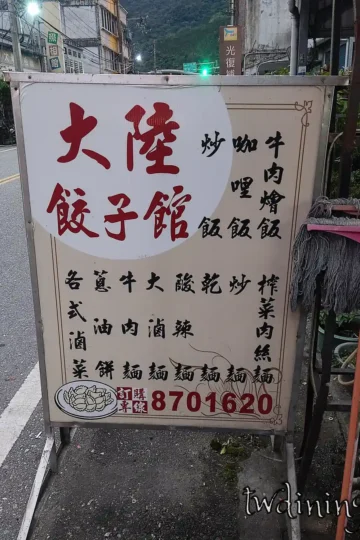 大陸
餃子館
牛肉燴飯
咖哩飯
炒飯
榨菜肉絲麵
炒麵
乾麵
酸辣麵
大滷麵
牛肉麵
蔥油餅
各式滷菜
訂購專線
8701620
光復
twdining